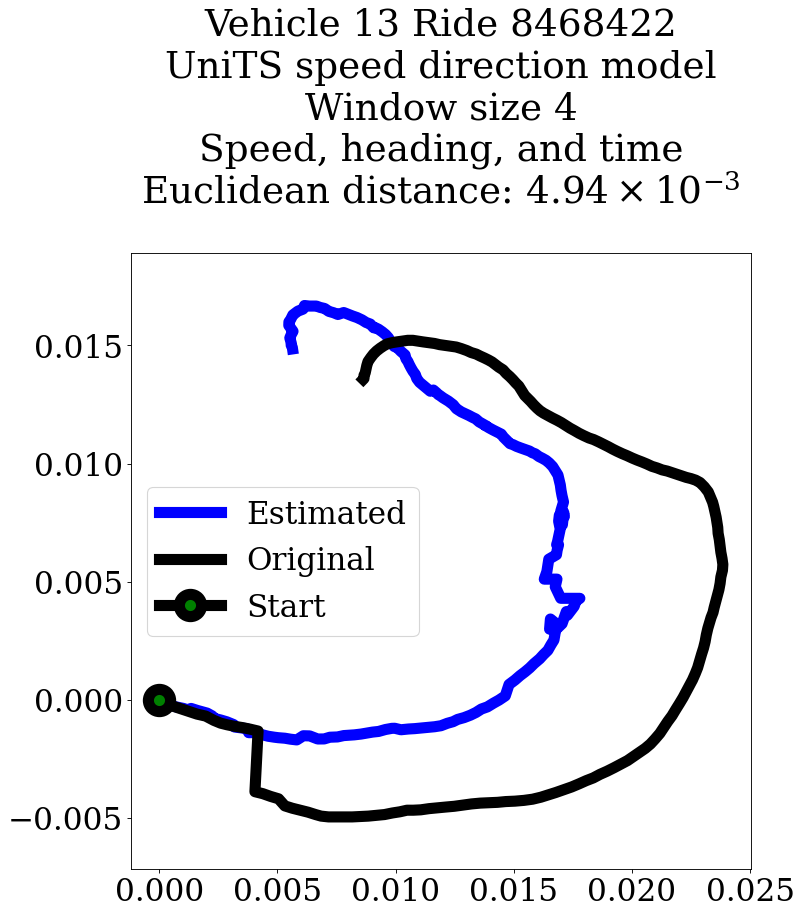 Vehicle 13 Ride 8468422
UniTS speed direction model
Window size 4
Speed, heading, and time
Euclidean distance: 4.94 × 10⁻³
0.015
0.010
0.005
0.000
−0.005
Estimated
Original
Start
0.000 0.005 0.010 0.015 0.020 0.025